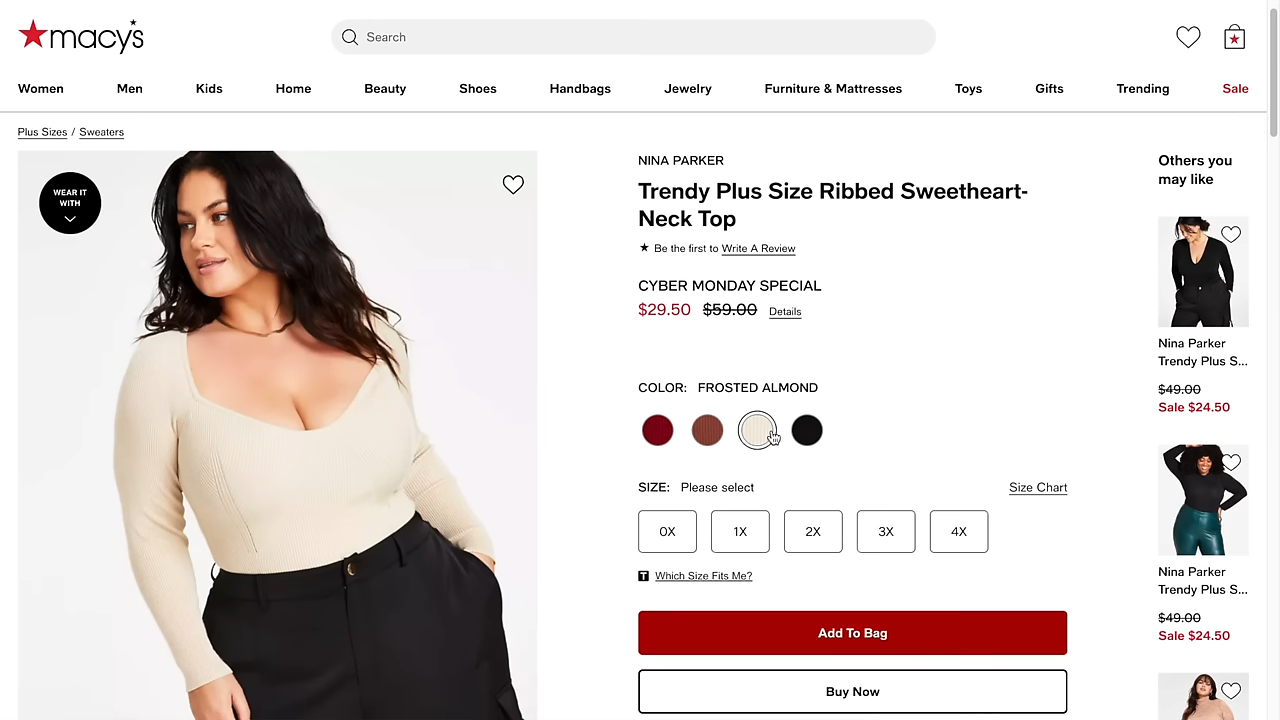 macy's
Search
Women Men Kids Home Beauty Shoes Handbags Jewelry Furniture & Mattresses Toys Gifts Trending Sale
Plus Sizes / Sweaters
WEAR IT
WITH
NINA PARKER
Trendy Plus Size Ribbed Sweetheart-
Neck Top
Be the first to Write A Review
CYBER MONDAY SPECIAL
$29.50 $59.00 Details
COLOR: FROSTED ALMOND
SIZE: Please select Size Chart
0X 1X 2X 3X 4X
T Which Size Fits Me?
Add To Bag
Buy Now
Others you
may like
Nina Parker
Trendy Plus S...
$49.00
Sale $24.50
Nina Parker
Trendy Plus S...
$49.00
Sale $24.50